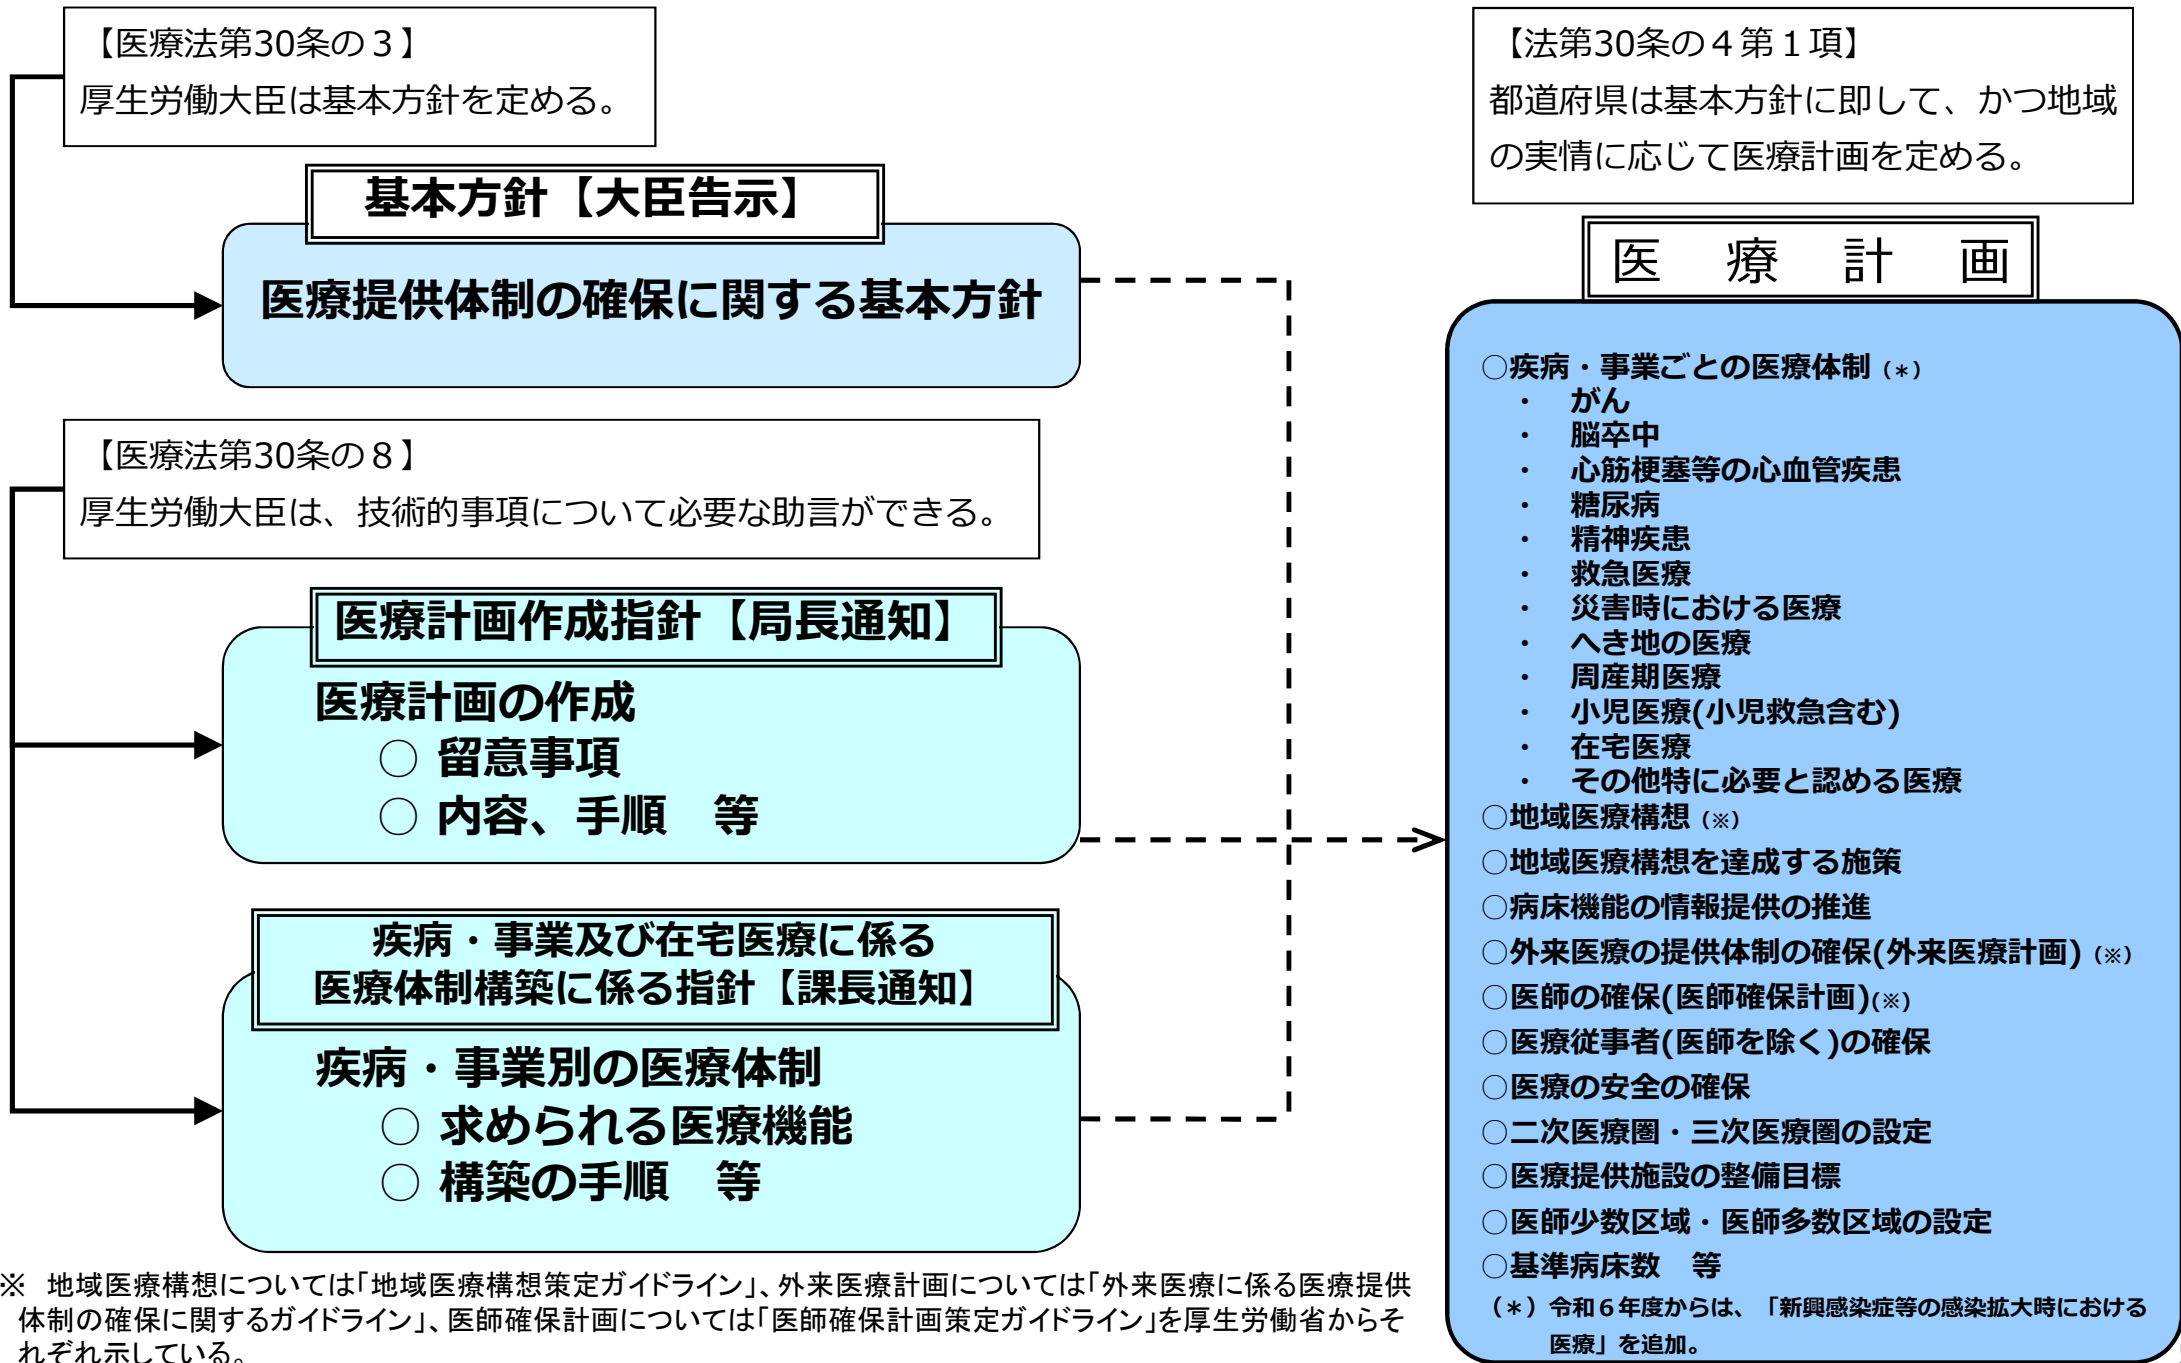 【医療法第30条の３】
厚生労働大臣は基本方針を定める。
基本方針【大臣告示】
医療提供体制の確保に関する基本方針
【医療法第30条の８】
厚生労働大臣は、技術的事項について必要な助言ができる。
医療計画作成指針【局長通知】
医療計画の作成
○ 留意事項
○ 内容、手順　等
疾病・事業及び在宅医療に係る
医療体制構築に係る指針【課長通知】
疾病・事業別の医療体制
○ 求められる医療機能
○ 構築の手順　等
※　地域医療構想については「地域医療構想策定ガイドライン」、外来医療計画については「外来医療に係る医療提供
体制の確保に関するガイドライン」、医師確保計画については「医師確保計画策定ガイドライン」を厚生労働省からそ
れぞれ示している。
【法第30条の４第１項】
都道府県は基本方針に即して、かつ地域
の実情に応じて医療計画を定める。
医　療　計　画
○疾病・事業ごとの医療体制（*）
・　がん
・　脳卒中
・　心筋梗塞等の心血管疾患
・　糖尿病
・　精神疾患
・　救急医療
・　災害時における医療
・　へき地の医療
・　周産期医療
・　小児医療(小児救急含む)
・　在宅医療
・　その他特に必要と認める医療
○地域医療構想（※）
○地域医療構想を達成する施策
○病床機能の情報提供の推進
○外来医療の提供体制の確保(外来医療計画)（※）
○医師の確保(医師確保計画)(※)
○医療従事者(医師を除く)の確保
○医療の安全の確保
○二次医療圏・三次医療圏の設定
○医療提供施設の整備目標
○医師少数区域・医師多数区域の設定
○基準病床数　等
（*）令和６年度からは、「新興感染症等の感染拡大時における
医療」を追加。